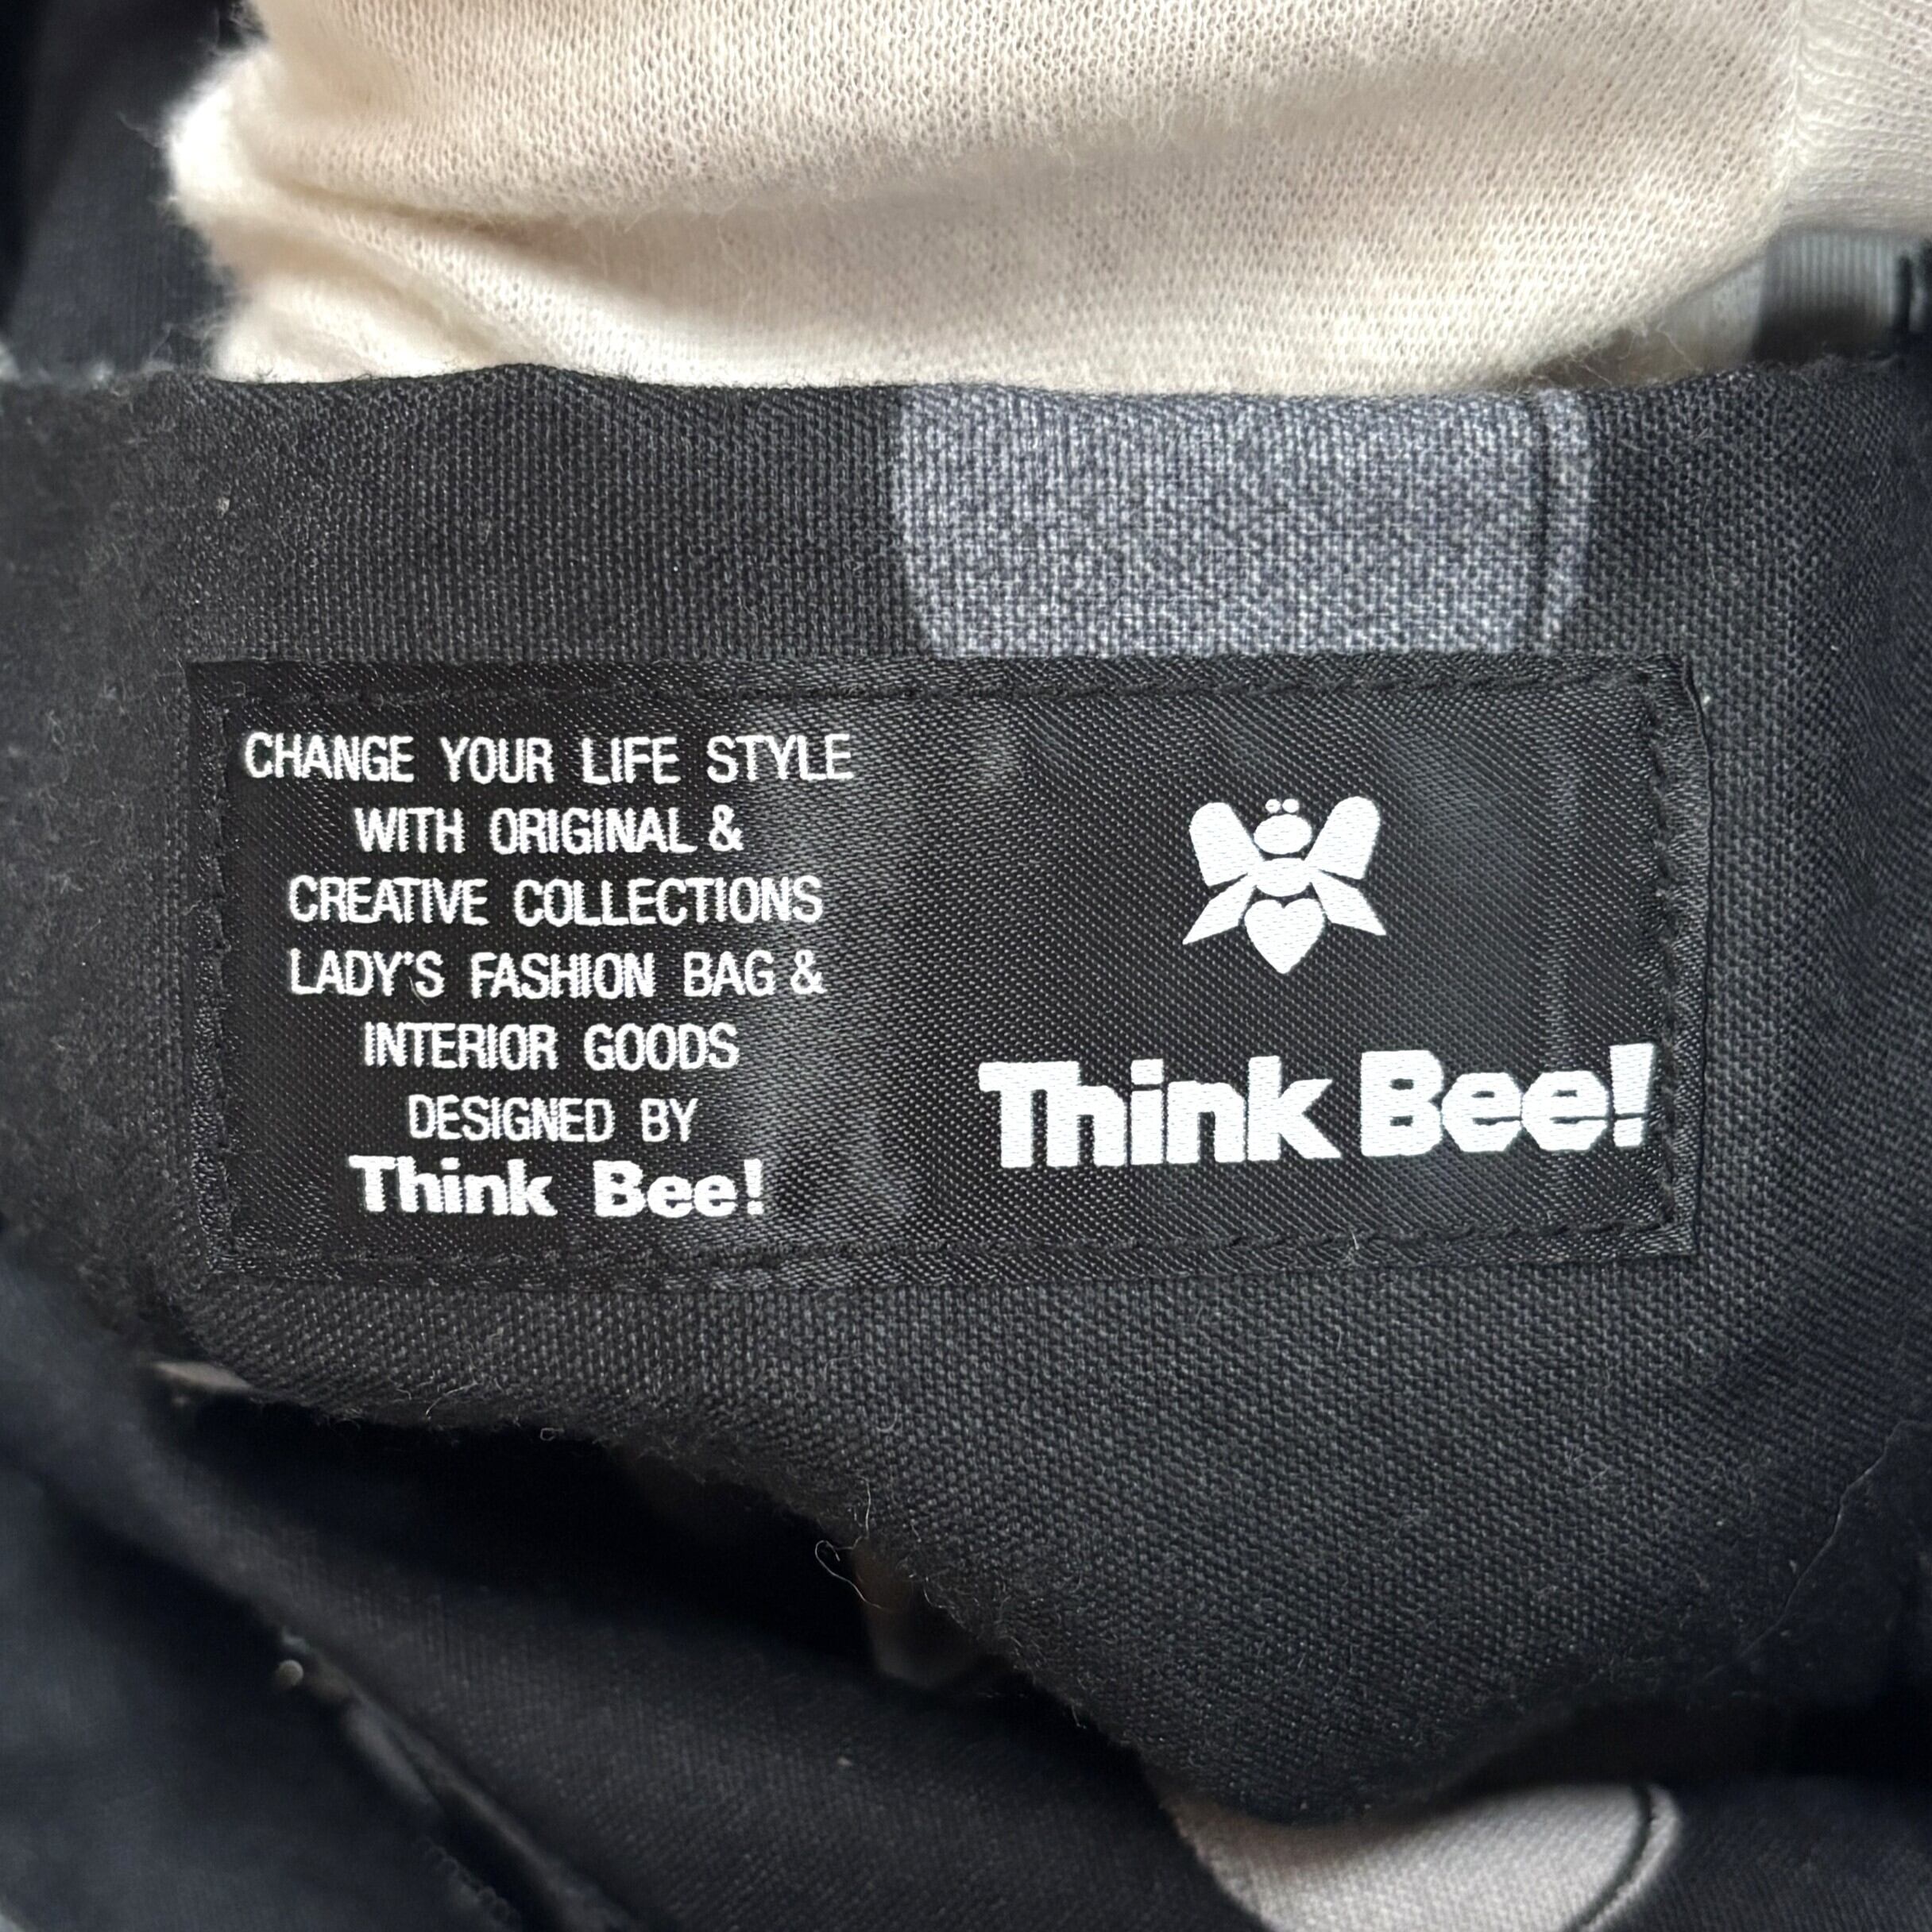 CHANGE YOUR LIFE STYLE
WITH ORIGINAL &
CREATIVE COLLECTIONS
LADY'S FASHION BAG &
INTERIOR GOODS
DESIGNED BY
Think Bee!
Think Bee!